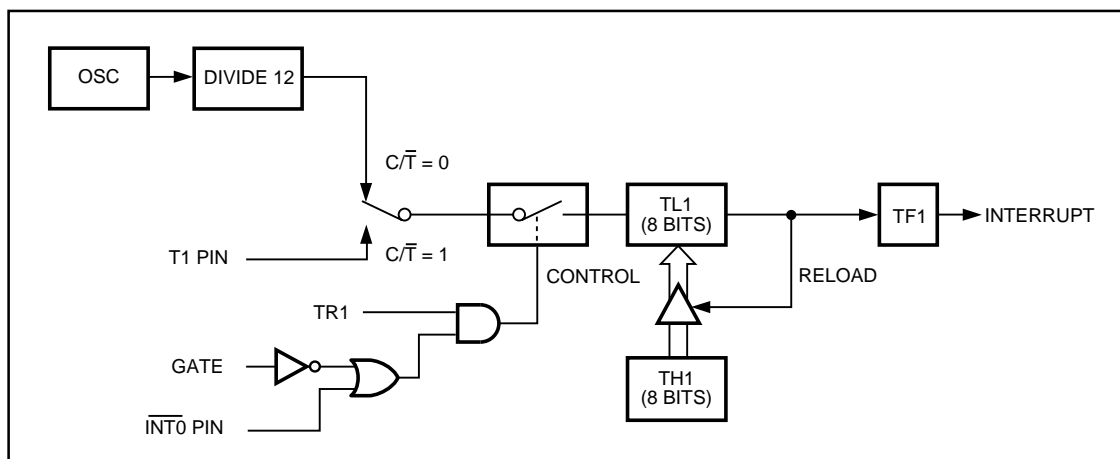 OSC
DIVIDE 12
C/T̅ = 0
TL1
(8 BITS)
TF1
INTERRUPT
T1 PIN
C/T̅ = 1
CONTROL
RELOAD
TR1
GATE
TH1
(8 BITS)
I̅N̅T̅0̅ PIN